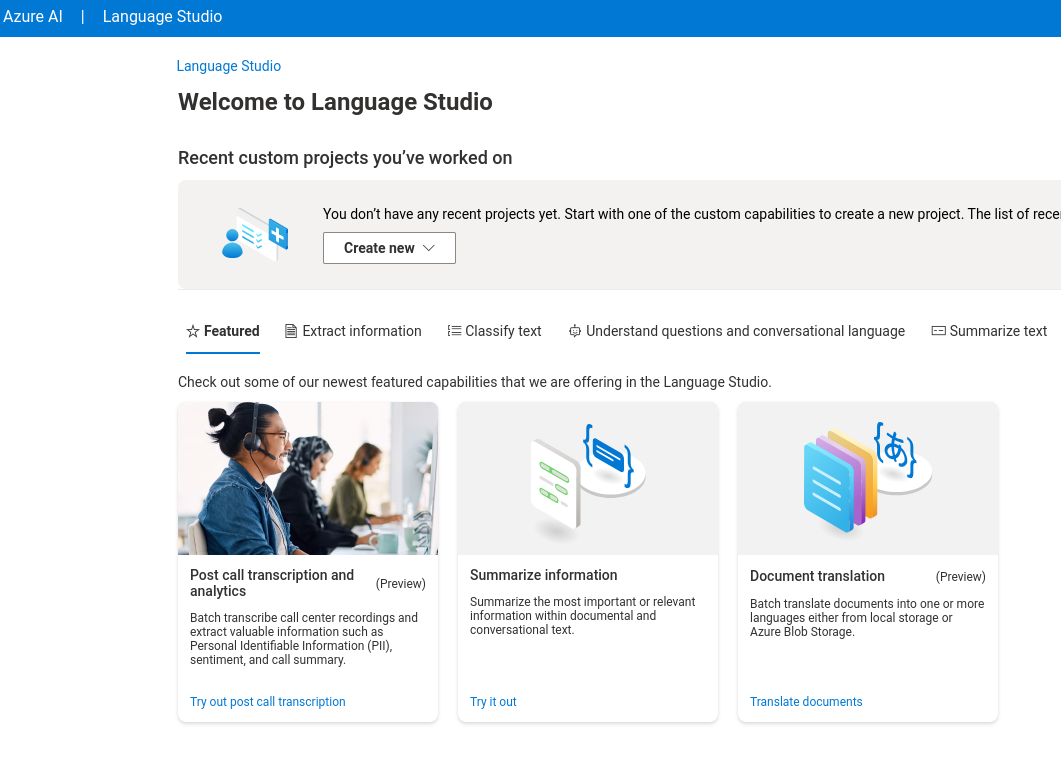 Azure AI | Language Studio
Language Studio
Welcome to Language Studio
Recent custom projects you've worked on
You don't have any recent projects yet. Start with one of the custom capabilities to create a new project. The list of rece
Create new
Featured Extract information Classify text Understand questions and conversational language Summarize text
Check out some of our newest featured capabilities that we are offering in the Language Studio.
あ
Post call transcription and
analytics
(Preview)
Batch transcribe call center recordings and
extract valuable information such as
Personal Identifiable Information (PII),
sentiment, and call summary.
Try out post call transcription
Summarize information
Summarize the most important or relevant
information within documental and
conversational text.
Try it out
Document translation (Preview)
Batch translate documents into one or more
languages either from local storage or
Azure Blob Storage.
Translate documents